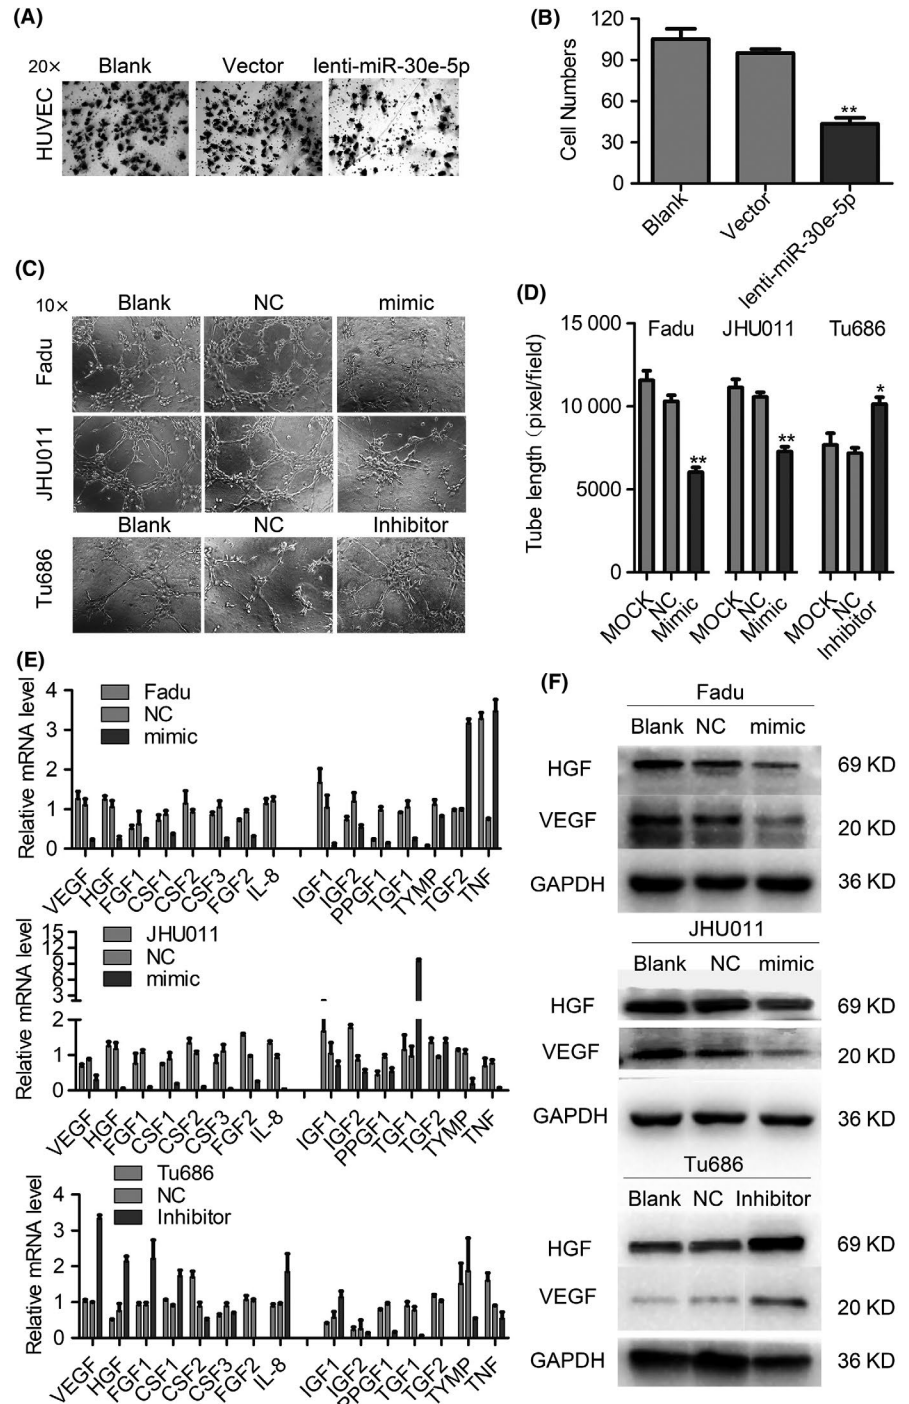 (A)
20× Blank Vector lenti-miR-30e-5p
HUVEC
(B)
Cell Numbers
120
90
60
30
0
**
Blank
Vector
lenti-miR-30e-5p
(C)
10× Blank NC mimic
Fadu
JHU011
Blank NC Inhibitor
Tu686
(D)
Tube length (pixel/field)
15 000
10 000
5000
0
Fadu JHU011 Tu686
** ** *
MOCK NC Mimic MOCK NC Mimic MOCK NC Inhibitor
(E)
Relative mRNA level
4
3
2
1
0
Fadu
NC
mimic
VEGF HGF FGF1 CSF1 CSF2 CSF3 FGF2 IL-8 IGF1 IGF2 PPGF1 TGF1 TYMP TGF2 TNF
Relative mRNA level
15
12
9
6
3
2
1
0
JHU011
NC
mimic
VEGF HGF FGF1 CSF1 CSF2 CSF3 FGF2 IL-8 IGF1 IGF2 PPGF1 TGF1 TGF2 TYMP TNF
Relative mRNA level
4
3
2
1
0
Tu686
NC
Inhibitor
VEGF HGF FGF1 CSF1 CSF2 CSF3 FGF2 IL-8 IGF1 IGF2 PPGF1 TGF1 TGF2 TYMP TNF
(F)
Fadu
Blank NC mimic
HGF 69 KD
VEGF 20 KD
GAPDH 36 KD
JHU011
Blank NC mimic
HGF 69 KD
VEGF 20 KD
GAPDH 36 KD
Tu686
Blank NC Inhibitor
HGF 69 KD
VEGF 20 KD
GAPDH 36 KD